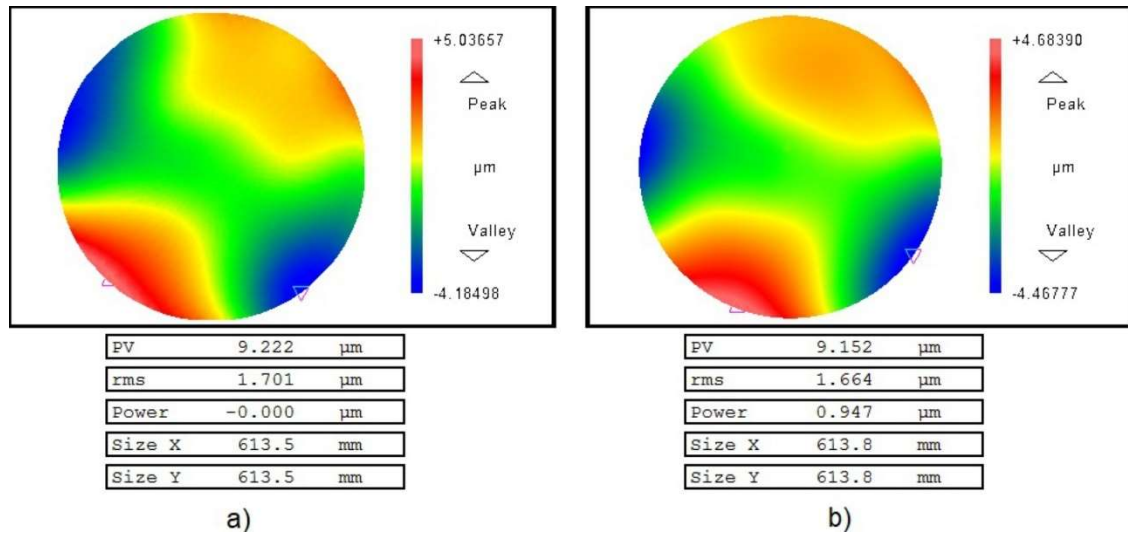 +5.03657
Peak
µm
Valley
-4.18498
PV 9.222 µm
rms 1.701 µm
Power -0.000 µm
Size X 613.5 mm
Size Y 613.5 mm
a)
+4.68390
Peak
µm
Valley
-4.46777
PV 9.152 µm
rms 1.664 µm
Power 0.947 µm
Size X 613.8 mm
Size Y 613.8 mm
b)